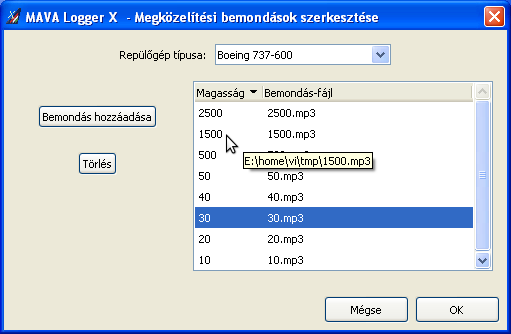 MAVA Logger X - Megközelítési bemondások szerkesztése
Repülőgép típusa: Boeing 737-600
Magasság Bemondás-fájl
Bemondás hozzáadása
Törlés
2500 2500.mp3
1500 1500.mp3
500
E:\home\vi\tmp\1500.mp3
50 50.mp3
40 40.mp3
30 30.mp3
20 20.mp3
10 10.mp3
Mégse OK